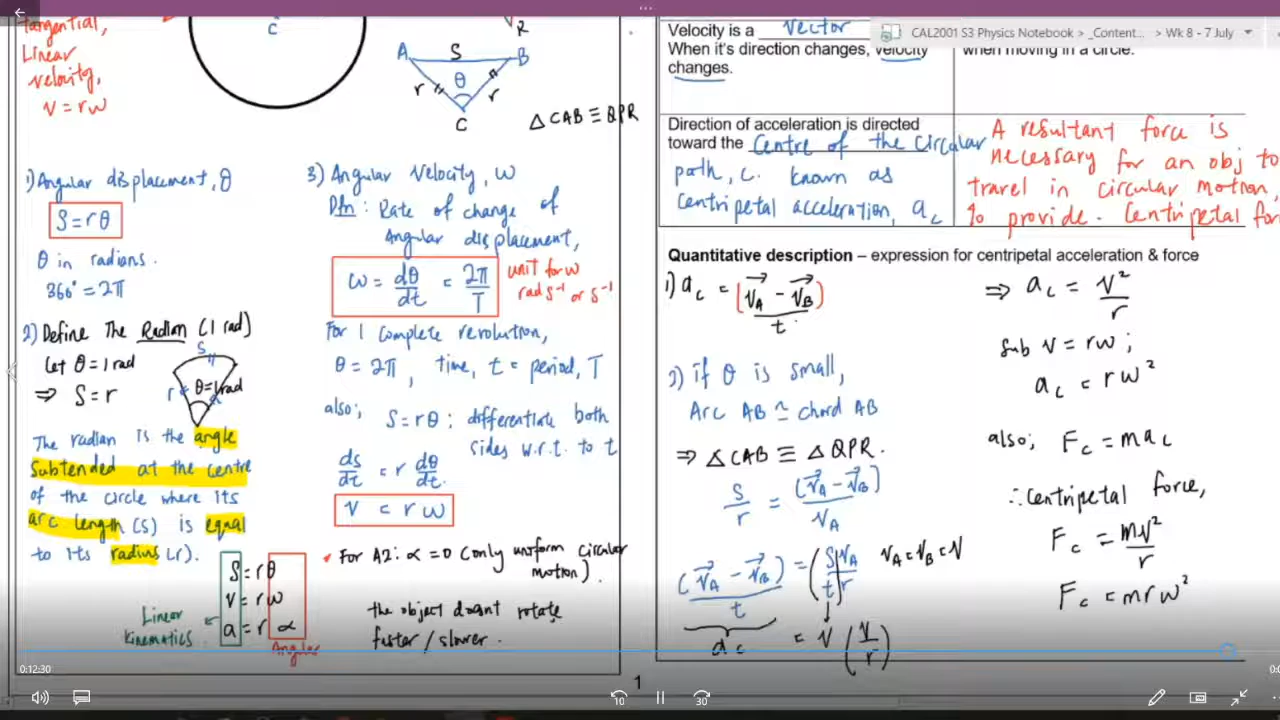 tangential,
Linear
velocity,
v = rω
c
R
A S B
θ
r r
C
△ CAB ≡ QPR
1) Angular displacement, θ
S = rθ
θ in radians.
360° = 2π
2) Define The Radian (1 rad)
Let θ = 1 rad
⇒ S = r
S
r θ=1rad
The radian is the angle
subtended at the centre
of the circle where its
arc length (s) is equal
to its radius (r).
S = rθ
v = rω
a = r α
Linear
kinematics
Angular
3) Angular Velocity, ω
Dfn : Rate of change of
Angular displacement,
ω = dθ/dt = 2π/T
unit for ω
rad s⁻¹ or s⁻¹
For 1 complete revolution,
θ = 2π, time, t = period, T
also; S = rθ : differentiate both
sides w.r.t. to t
ds/dt = r dθ/dt.
v = rω
For A2: α = 0 (only uniform circular
motion).
the object doesnt rotate
faster/slower.
1
Velocity is a vector
When it's direction changes, velocity
changes.
when moving in a circle.
CAL2001 S3 Physics Notebook > _Content... > Wk 8 - 7 July
Direction of acceleration is directed
toward the centre of the circular
path, c. known as
centripetal acceleration, ac
A resultant force is
necessary for an obj to
travel in circular motion,
to provide. Centripetal for
Quantitative description – expression for centripetal acceleration & force
1) ac = (vA − vB)/t
2) if θ is small,
Arc AB ≃ chord AB
⇒ △CAB ≡ △QPR.
s/r = (vA − vB)/vA
(vA − vB)/t = (s/t) vA/r vA = vB = v
ac = v (v/r)
⇒ ac = v²/r
sub v = rω;
ac = rω²
also; Fc = mac
∴ centripetal force,
Fc = mv²/r
Fc = mrω²
0:12:30
10
30